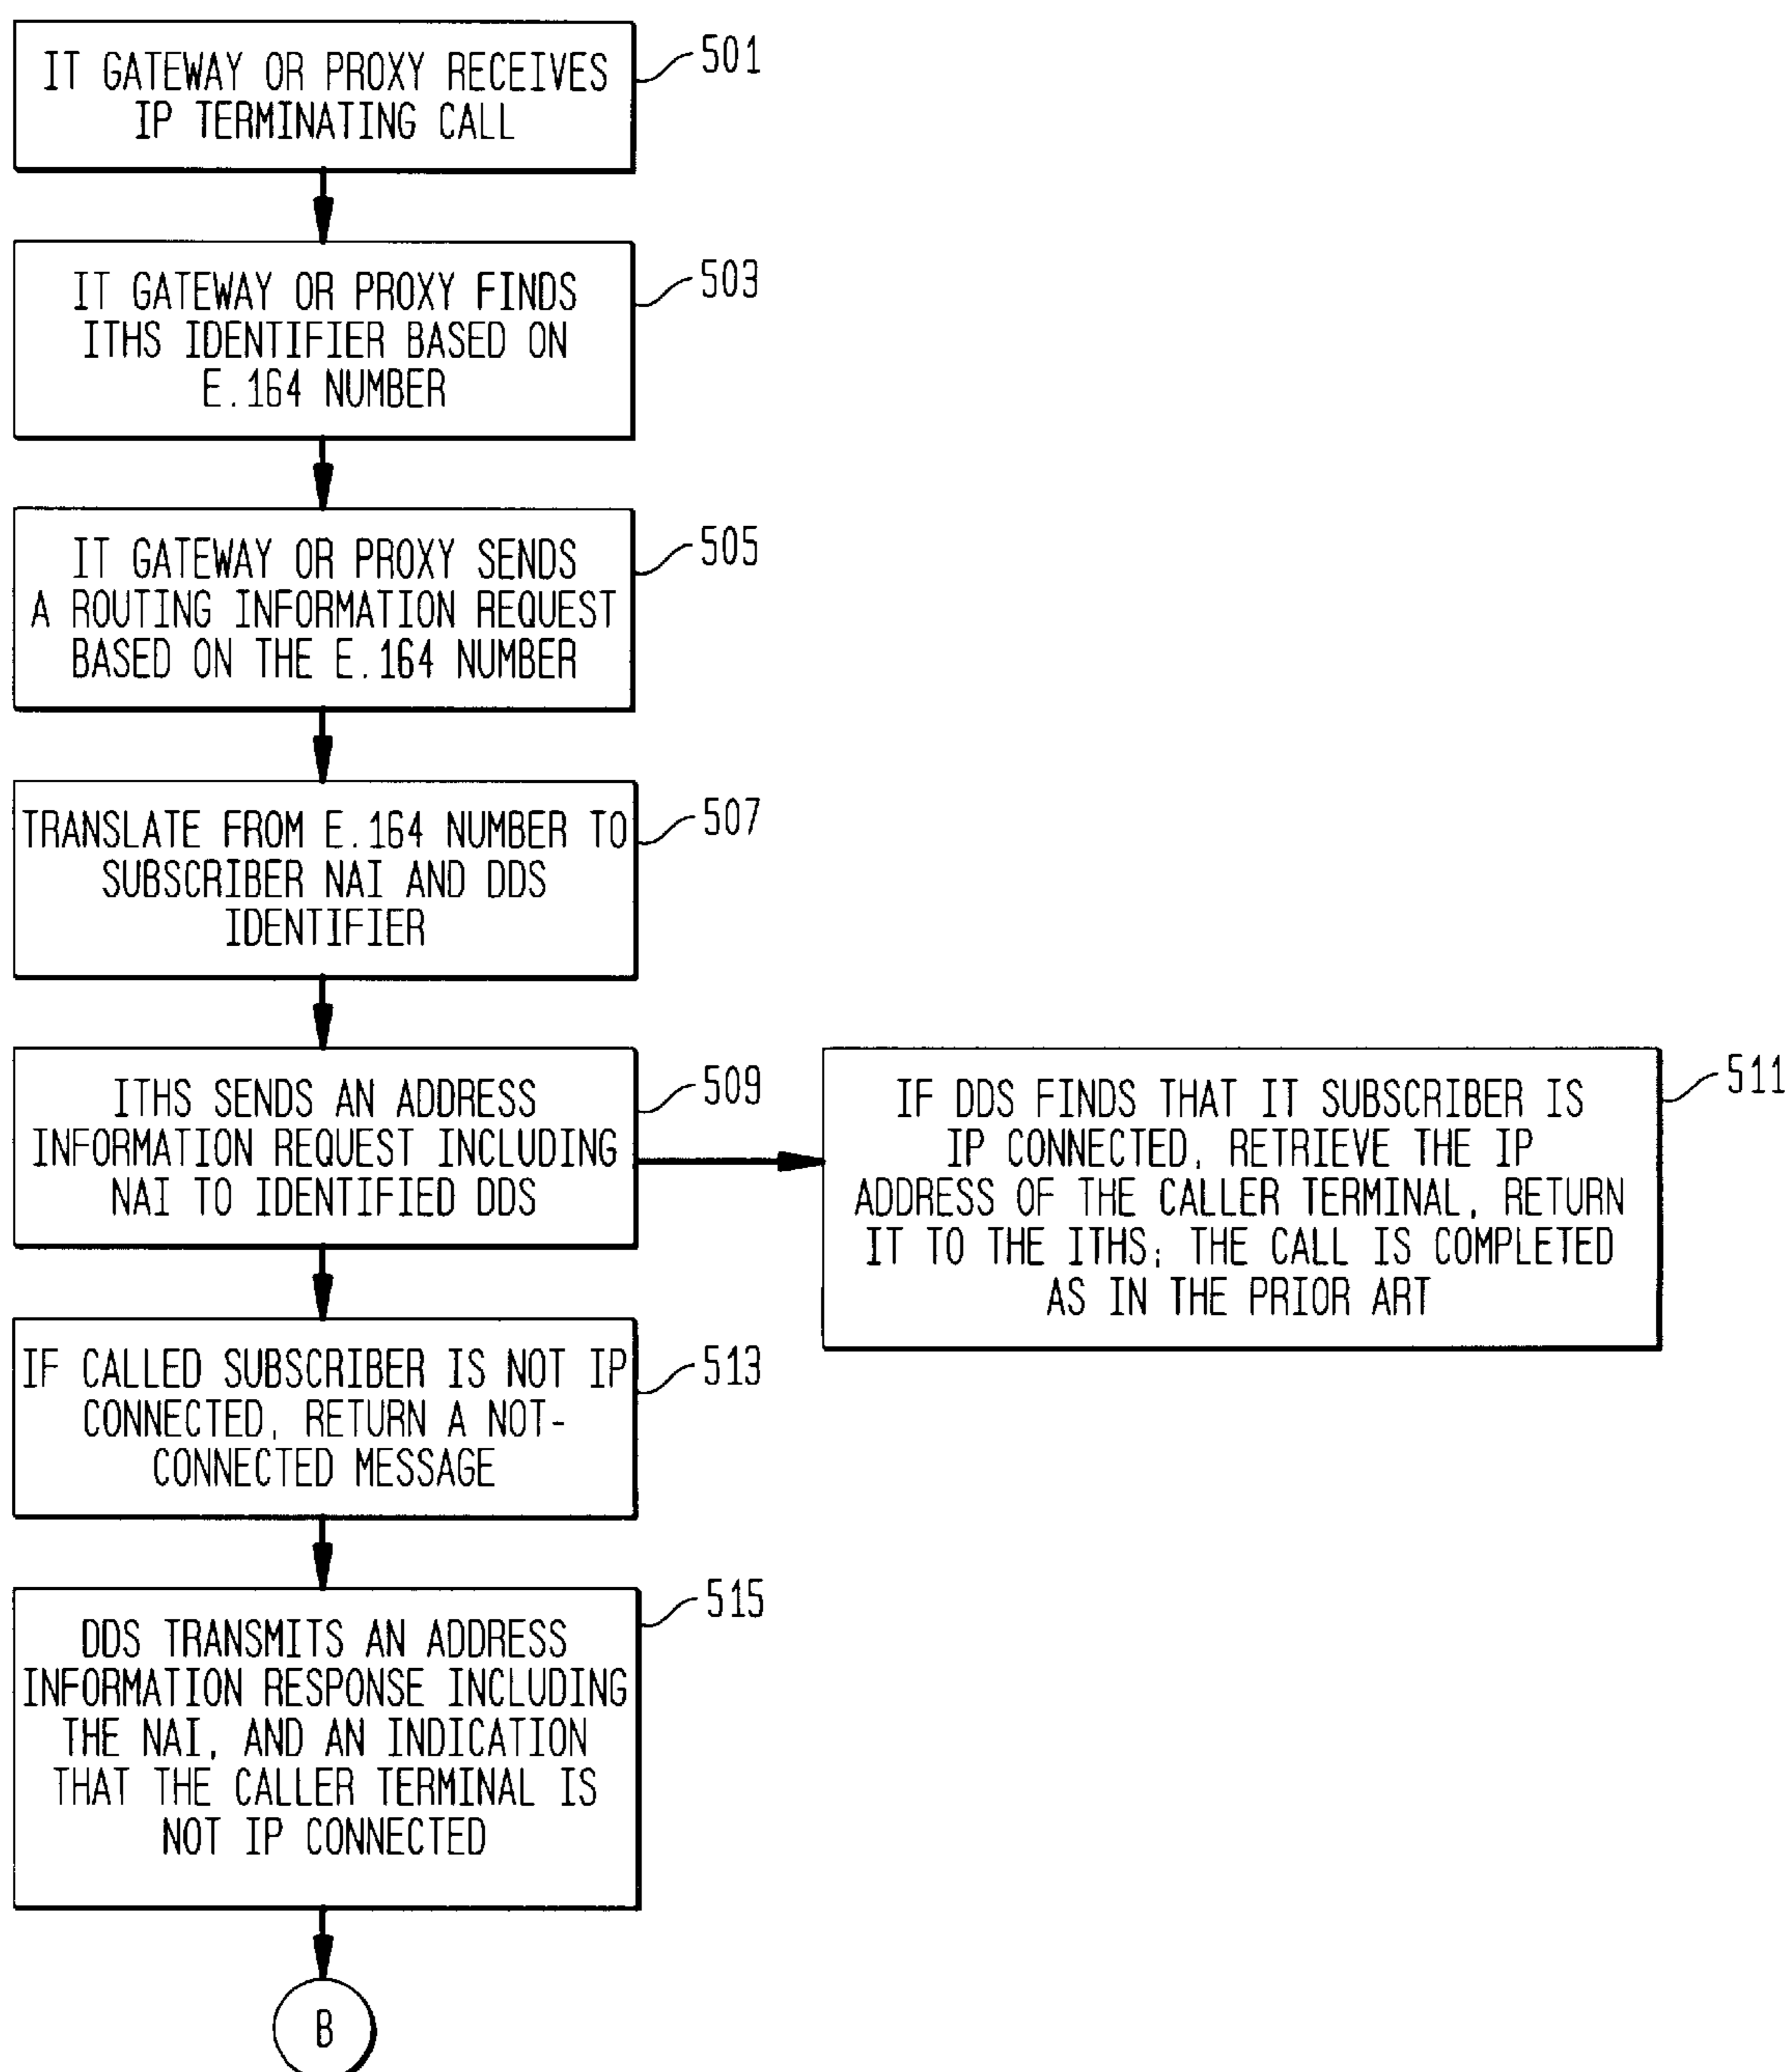 IT GATEWAY OR PROXY RECEIVES
IP TERMINATING CALL
501
IT GATEWAY OR PROXY FINDS
ITHS IDENTIFIER BASED ON
E.164 NUMBER
503
IT GATEWAY OR PROXY SENDS
A ROUTING INFORMATION REQUEST
BASED ON THE E.164 NUMBER
505
TRANSLATE FROM E.164 NUMBER TO
SUBSCRIBER NAI AND DDS
IDENTIFIER
507
ITHS SENDS AN ADDRESS
INFORMATION REQUEST INCLUDING
NAI TO IDENTIFIED DDS
509
IF DDS FINDS THAT IT SUBSCRIBER IS
IP CONNECTED, RETRIEVE THE IP
ADDRESS OF THE CALLER TERMINAL, RETURN
IT TO THE ITHS; THE CALL IS COMPLETED
AS IN THE PRIOR ART
511
IF CALLED SUBSCRIBER IS NOT IP
CONNECTED, RETURN A NOT-
CONNECTED MESSAGE
513
DDS TRANSMITS AN ADDRESS
INFORMATION RESPONSE INCLUDING
THE NAI, AND AN INDICATION
THAT THE CALLER TERMINAL IS
NOT IP CONNECTED
515
B